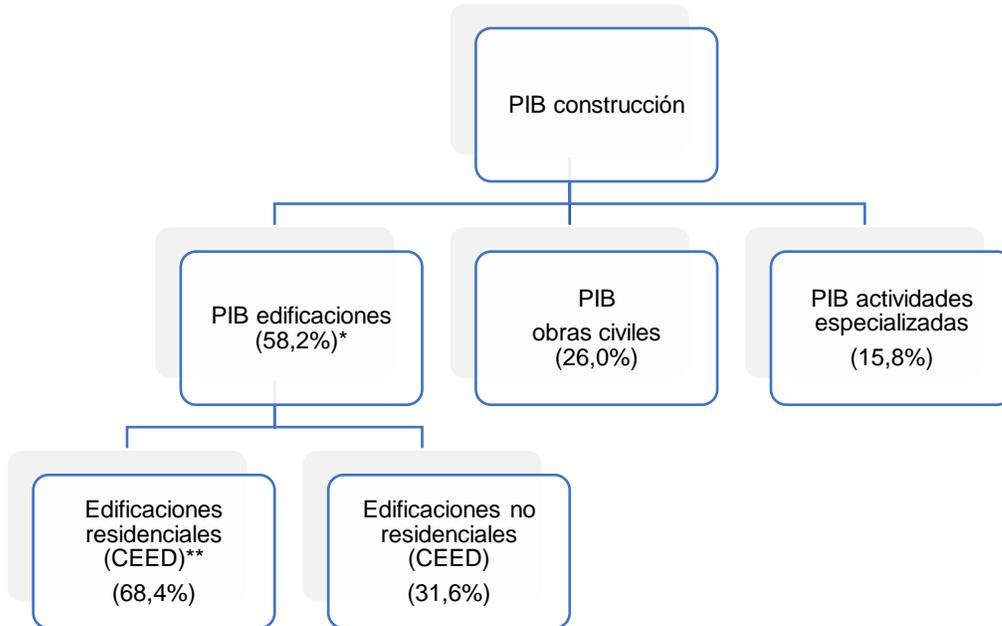 PIB construcción
PIB edificaciones
(58,2%)*
PIB
obras civiles
(26,0%)
PIB actividades
especializadas
(15,8%)
Edificaciones
residenciales
(CEED)**
(68,4%)
Edificaciones no
residenciales
(CEED)
(31,6%)